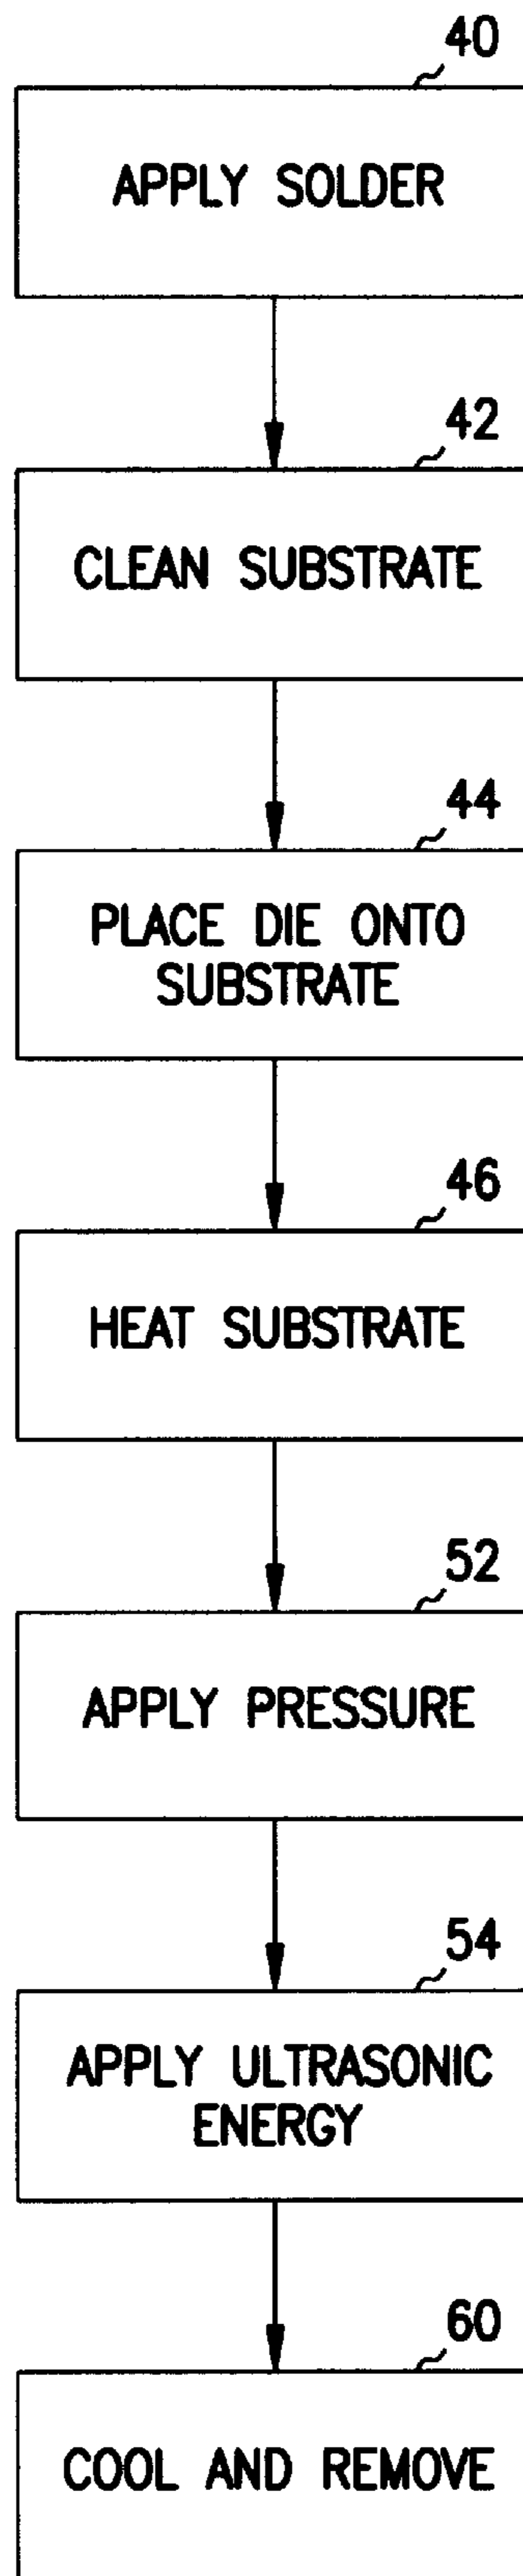 40
APPLY SOLDER
42
CLEAN SUBSTRATE
44
PLACE DIE ONTO
SUBSTRATE
46
HEAT SUBSTRATE
52
APPLY PRESSURE
54
APPLY ULTRASONIC
ENERGY
60
COOL AND REMOVE